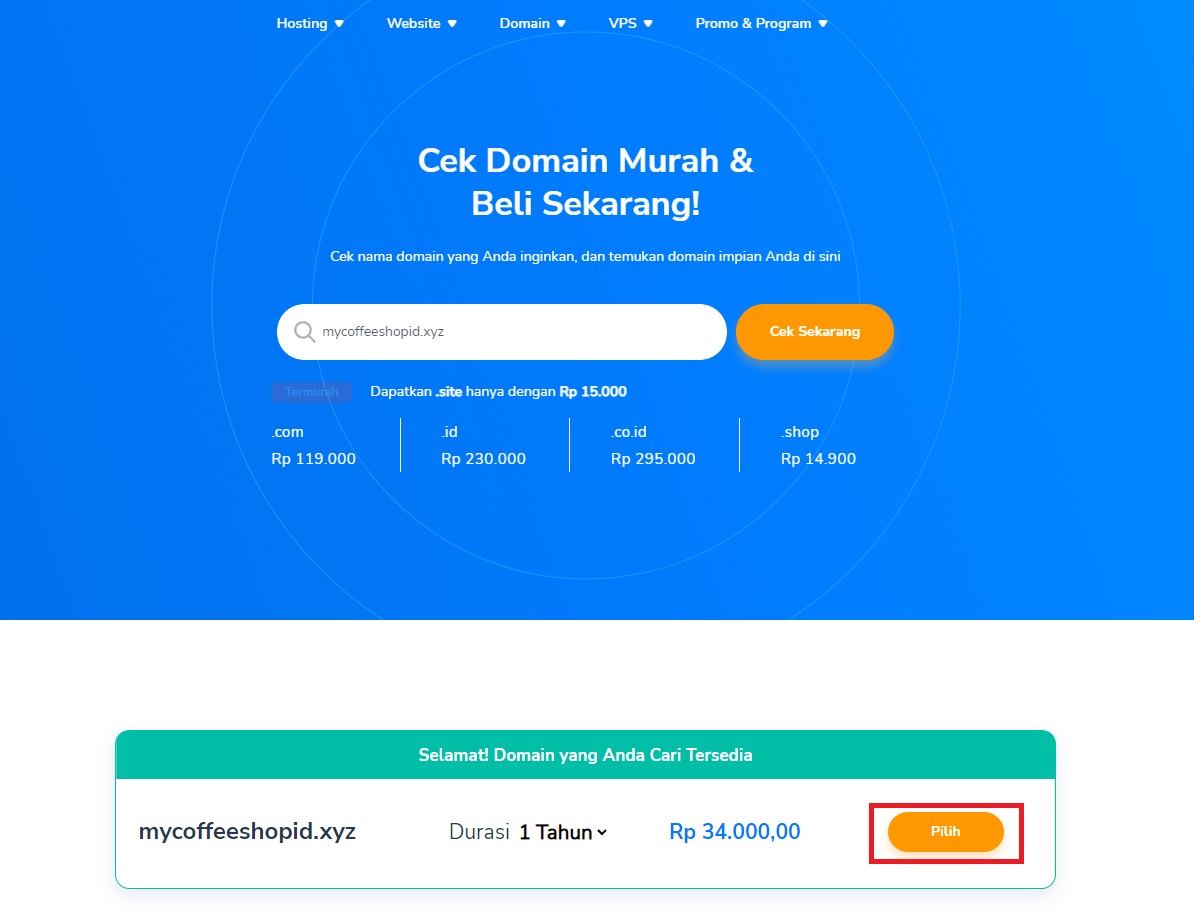 Hosting Website Domain VPS Promo & Program
Cek Domain Murah &
Beli Sekarang!
Cek nama domain yang Anda inginkan, dan temukan domain impian Anda di sini
mycoffeeshopid.xyz Cek Sekarang
Termurah Dapatkan .site hanya dengan Rp 15.000
.com .id .co.id .shop
Rp 119.000 Rp 230.000 Rp 295.000 Rp 14.900
Selamat! Domain yang Anda Cari Tersedia
mycoffeeshopid.xyz Durasi 1 Tahun Rp 34.000,00 Pilih